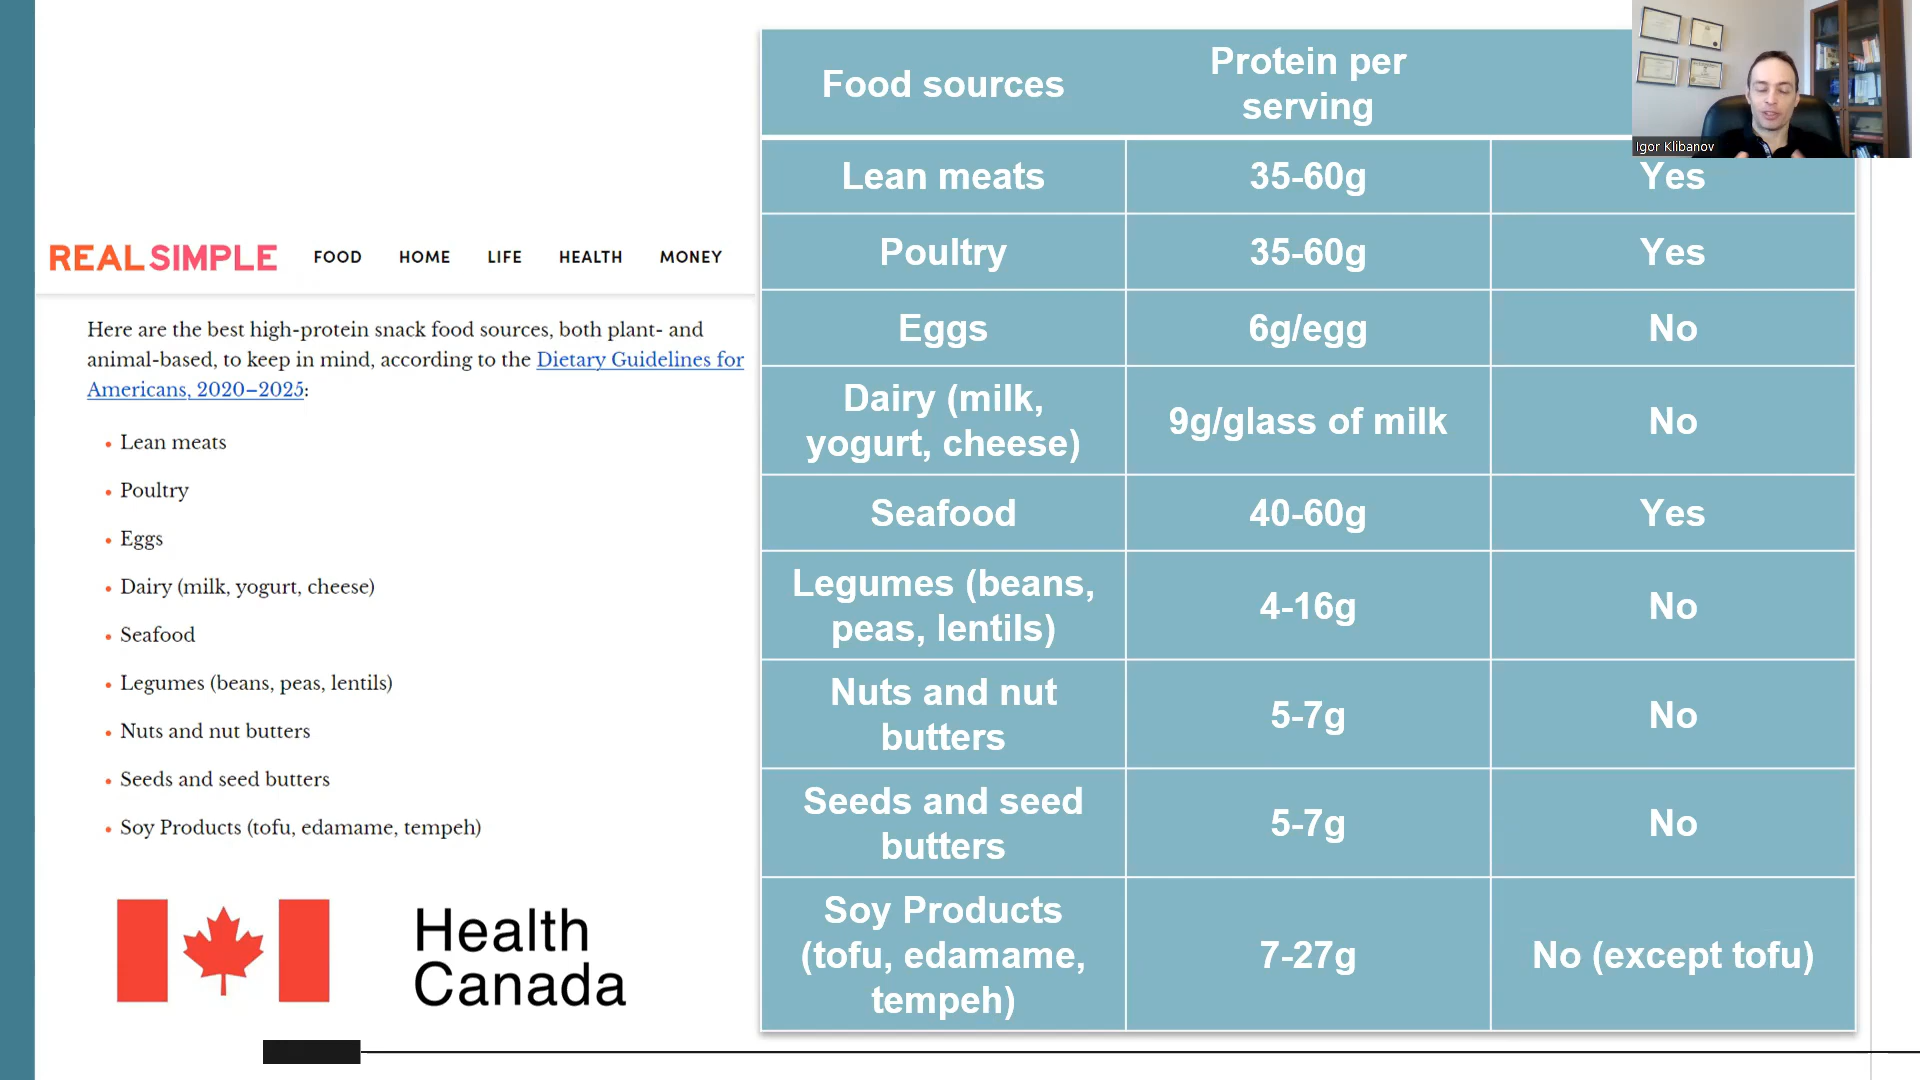 REAL SIMPLE FOOD HOME LIFE HEALTH MONEY
Here are the best high-protein snack food sources, both plant- and
animal-based, to keep in mind, according to the Dietary Guidelines for
Americans, 2020–2025:
• Lean meats
• Poultry
• Eggs
• Dairy (milk, yogurt, cheese)
• Seafood
• Legumes (beans, peas, lentils)
• Nuts and nut butters
• Seeds and seed butters
• Soy Products (tofu, edamame, tempeh)
Health
Canada
Food sources
Protein per
serving
Lean meats
35-60g
Yes
Poultry
35-60g
Yes
Eggs
6g/egg
No
Dairy (milk,
yogurt, cheese)
9g/glass of milk
No
Seafood
40-60g
Yes
Legumes (beans,
peas, lentils)
4-16g
No
Nuts and nut
butters
5-7g
No
Seeds and seed
butters
5-7g
No
Soy Products
(tofu, edamame,
tempeh)
7-27g
No (except tofu)
Igor Klibanov